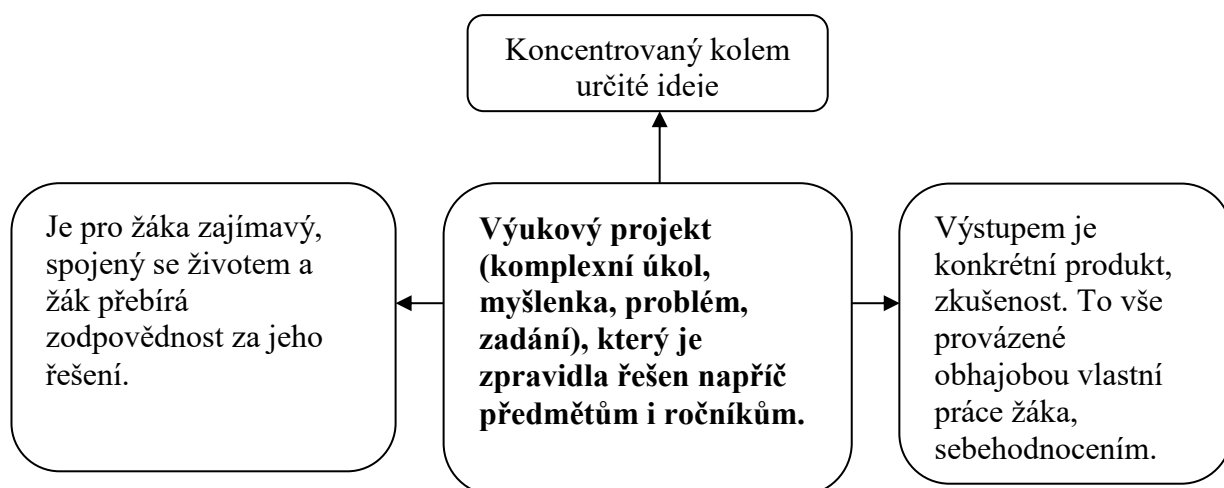 Koncentrovaný kolem
určité ideje
Je pro žáka zajímavý,
spojený se životem a
žák přebírá
zodpovědnost za jeho
řešení.
Výukový projekt
(komplexní úkol,
myšlenka, problém,
zadání), který je
zpravidla řešen napříč
předmětům i ročníkům.
Výstupem je
konkrétní produkt,
zkušenost. To vše
provázené
obhajobou vlastní
práce žáka,
sebehodnocením.